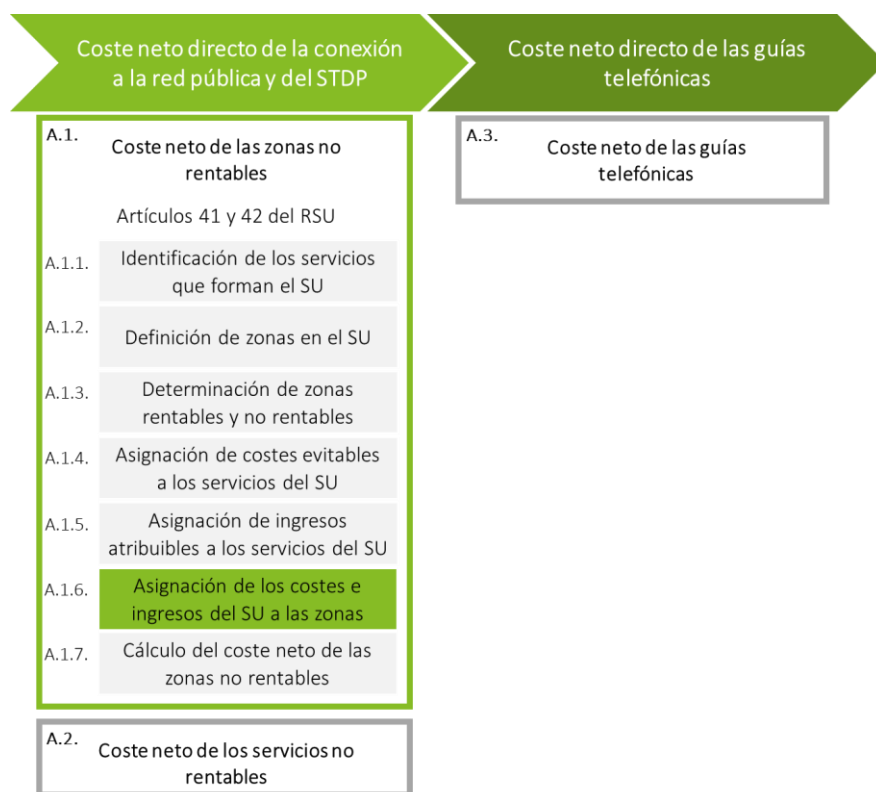 Coste neto directo de la conexión
a la red pública y del STDP
Coste neto directo de las guías
telefónicas
A.1.
Coste neto de las zonas no
rentables
Artículos 41 y 42 del RSU
A.1.1.
Identificación de los servicios
que forman el SU
A.1.2.
Definición de zonas en el SU
A.1.3.
Determinación de zonas
rentables y no rentables
A.1.4.
Asignación de costes evitables
a los servicios del SU
A.1.5.
Asignación de ingresos
atribuibles a los servicios del SU
A.1.6.
Asignación de los costes e
ingresos del SU a las zonas
A.1.7.
Cálculo del coste neto de las
zonas no rentables
A.2.
Coste neto de los servicios no
rentables
A.3.
Coste neto de las guías
telefónicas